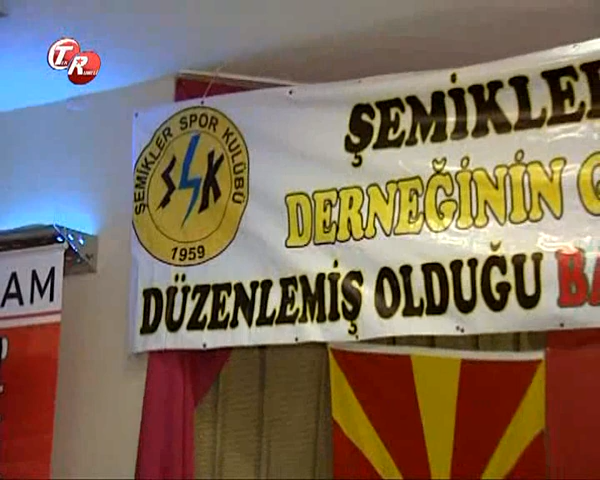 TR
ŞEMİKLER SPOR KULÜBÜ
SSK
1959
ŞEMİKLE
DERNEĞİNİN
DÜZENLEMİŞ OLDUĞU
AM